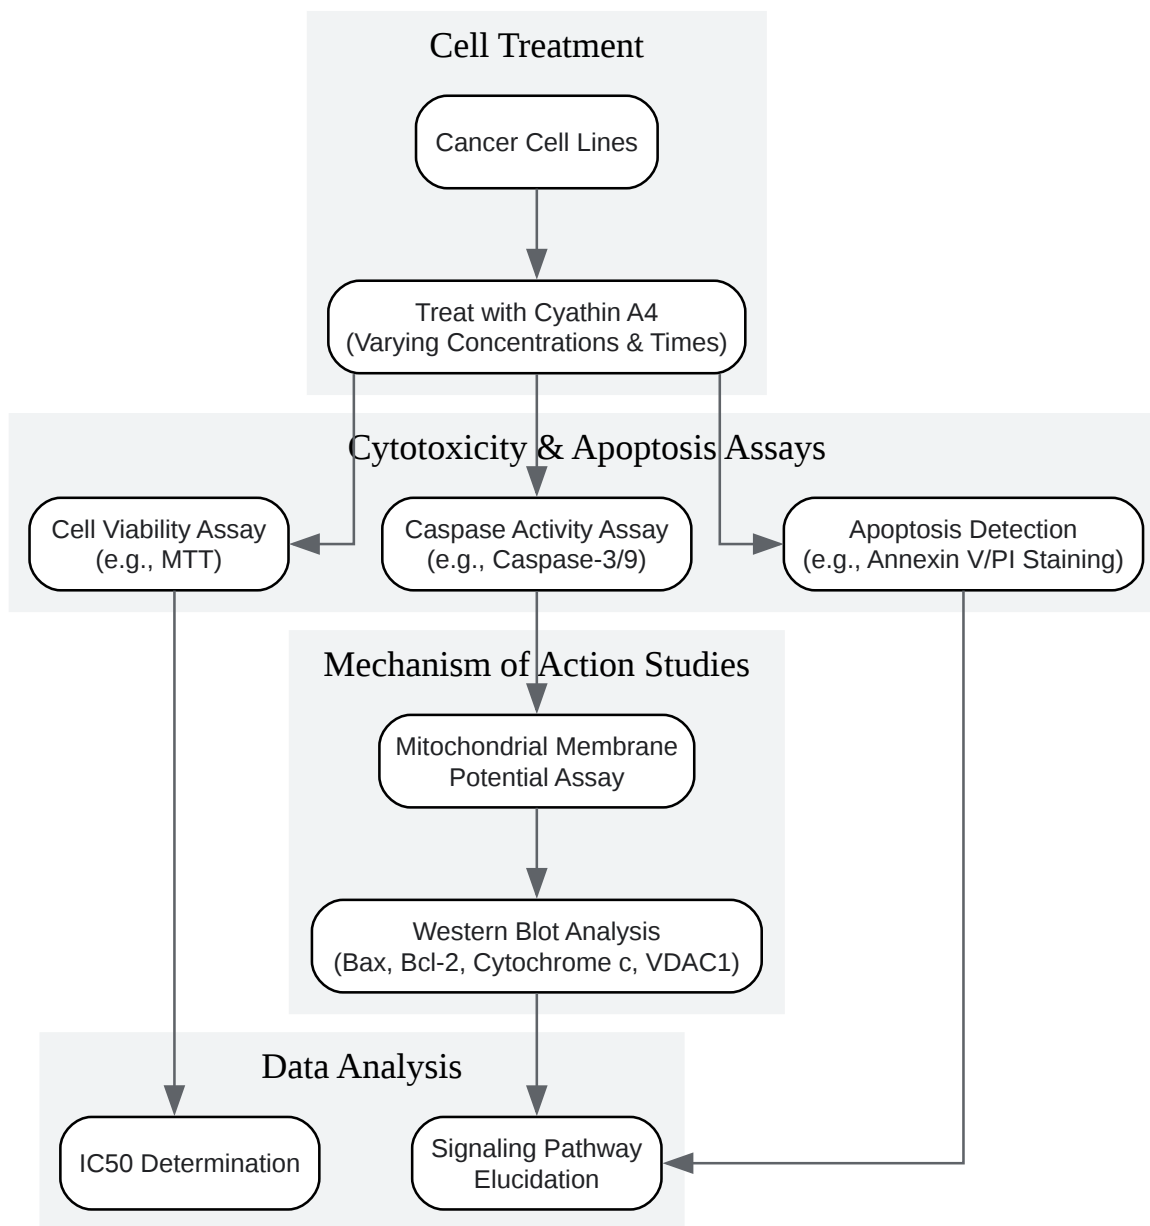 Cell Treatment
Cancer Cell Lines
Treat with Cyathin A4
(Varying Concentrations & Times)
Cytotoxicity & Apoptosis Assays
Cell Viability Assay
(e.g., MTT)
Caspase Activity Assay
(e.g., Caspase-3/9)
Apoptosis Detection
(e.g., Annexin V/PI Staining)
Mechanism of Action Studies
Mitochondrial Membrane
Potential Assay
Western Blot Analysis
(Bax, Bcl-2, Cytochrome c, VDAC1)
Data Analysis
IC50 Determination
Signaling Pathway
Elucidation